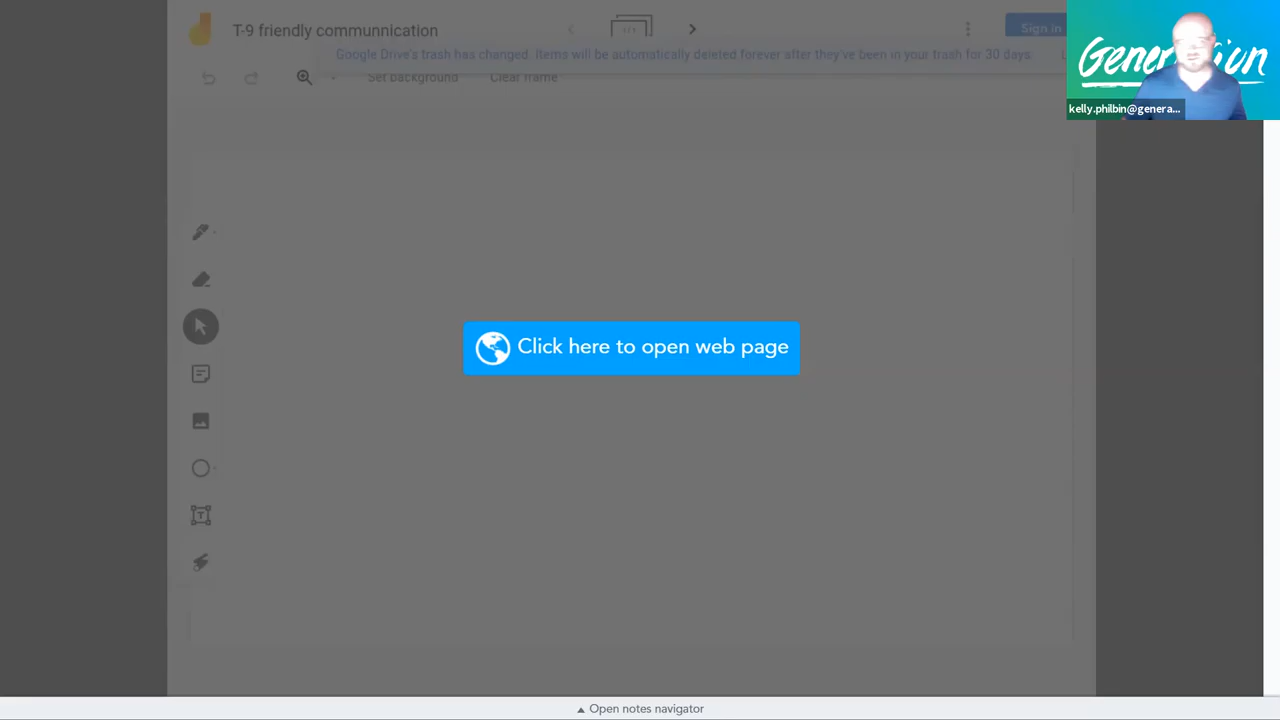 T-9 friendly communnication
Sign in
Google Drive's trash has changed. Items will be automatically deleted forever after they've been in your trash for 30 days.
Set background
Clear frame
kelly.philbin@genera...
Click here to open web page
Open notes navigator